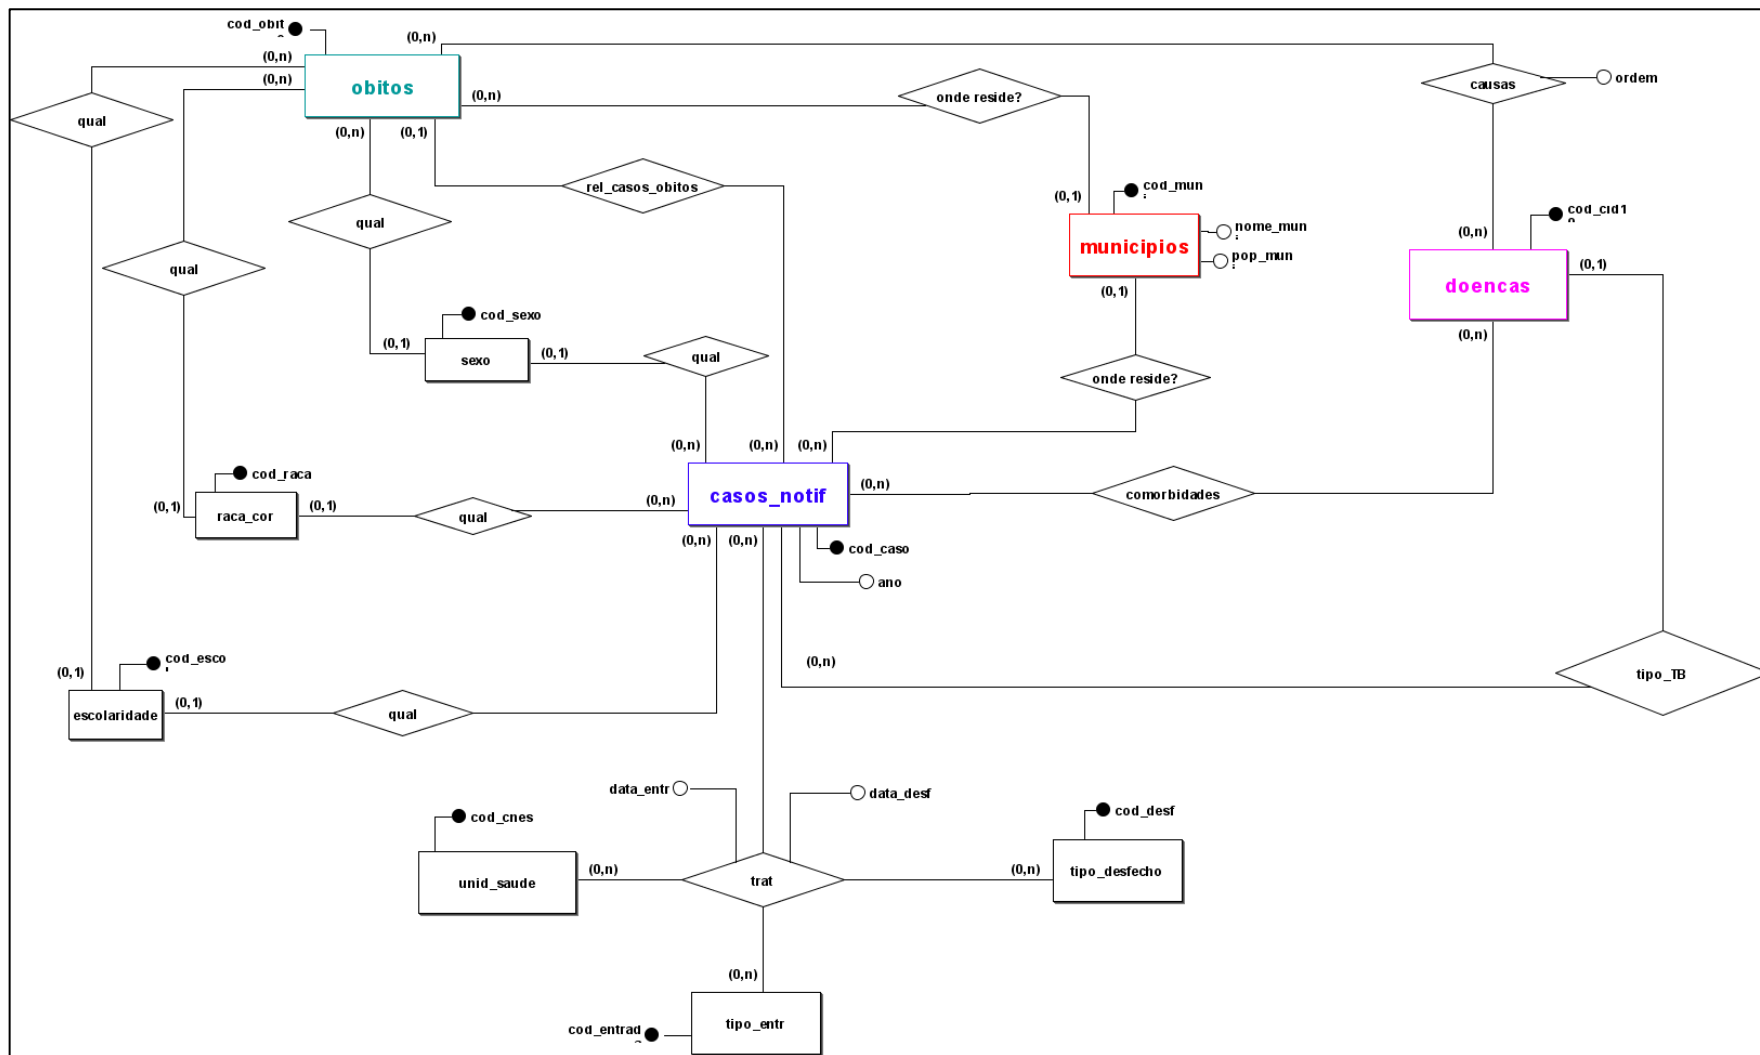 cod_obit
(0,n)
(0,n)
(0,n)
obitos
(0,n)
(0,n)
(0,1)
qual
onde reside?
causas
ordem
rel_casos_obitos
qual
qual
(0,1)
cod_mun
nome_mun
pop_mun
municipios
(0,1)
cod_cid1
(0,n)
doencas
(0,1)
(0,n)
cod_sexo
(0,1)
sexo
(0,1)
qual
onde reside?
(0,n)
(0,n)
(0,n)
cod_raca
(0,1)
raca_cor
(0,1)
qual
(0,n)
casos_notif
(0,n)
comorbidades
(0,n)
(0,n)
cod_caso
ano
cod_esco
(0,1)
escolaridade
(0,1)
qual
(0,n)
tipo_TB
data_entr
data_desf
cod_cnes
cod_desf
unid_saude
(0,n)
trat
(0,n)
tipo_desfecho
(0,n)
cod_entrad
tipo_entr